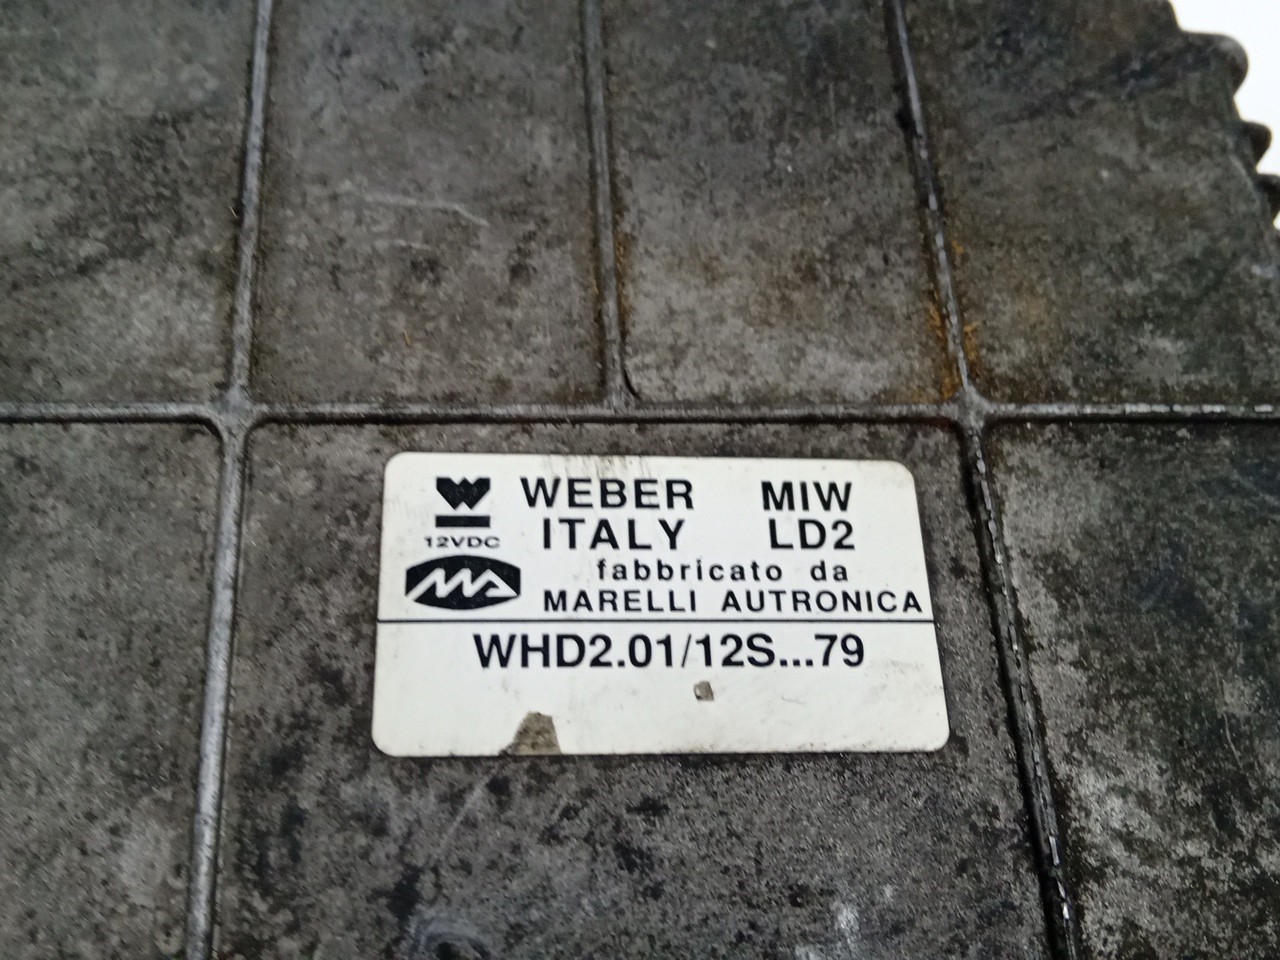 WEBER MIW
ITALY LD2
12VDC
fabbricato da
MARELLI AUTRONICA
WHD2.01/12S...79